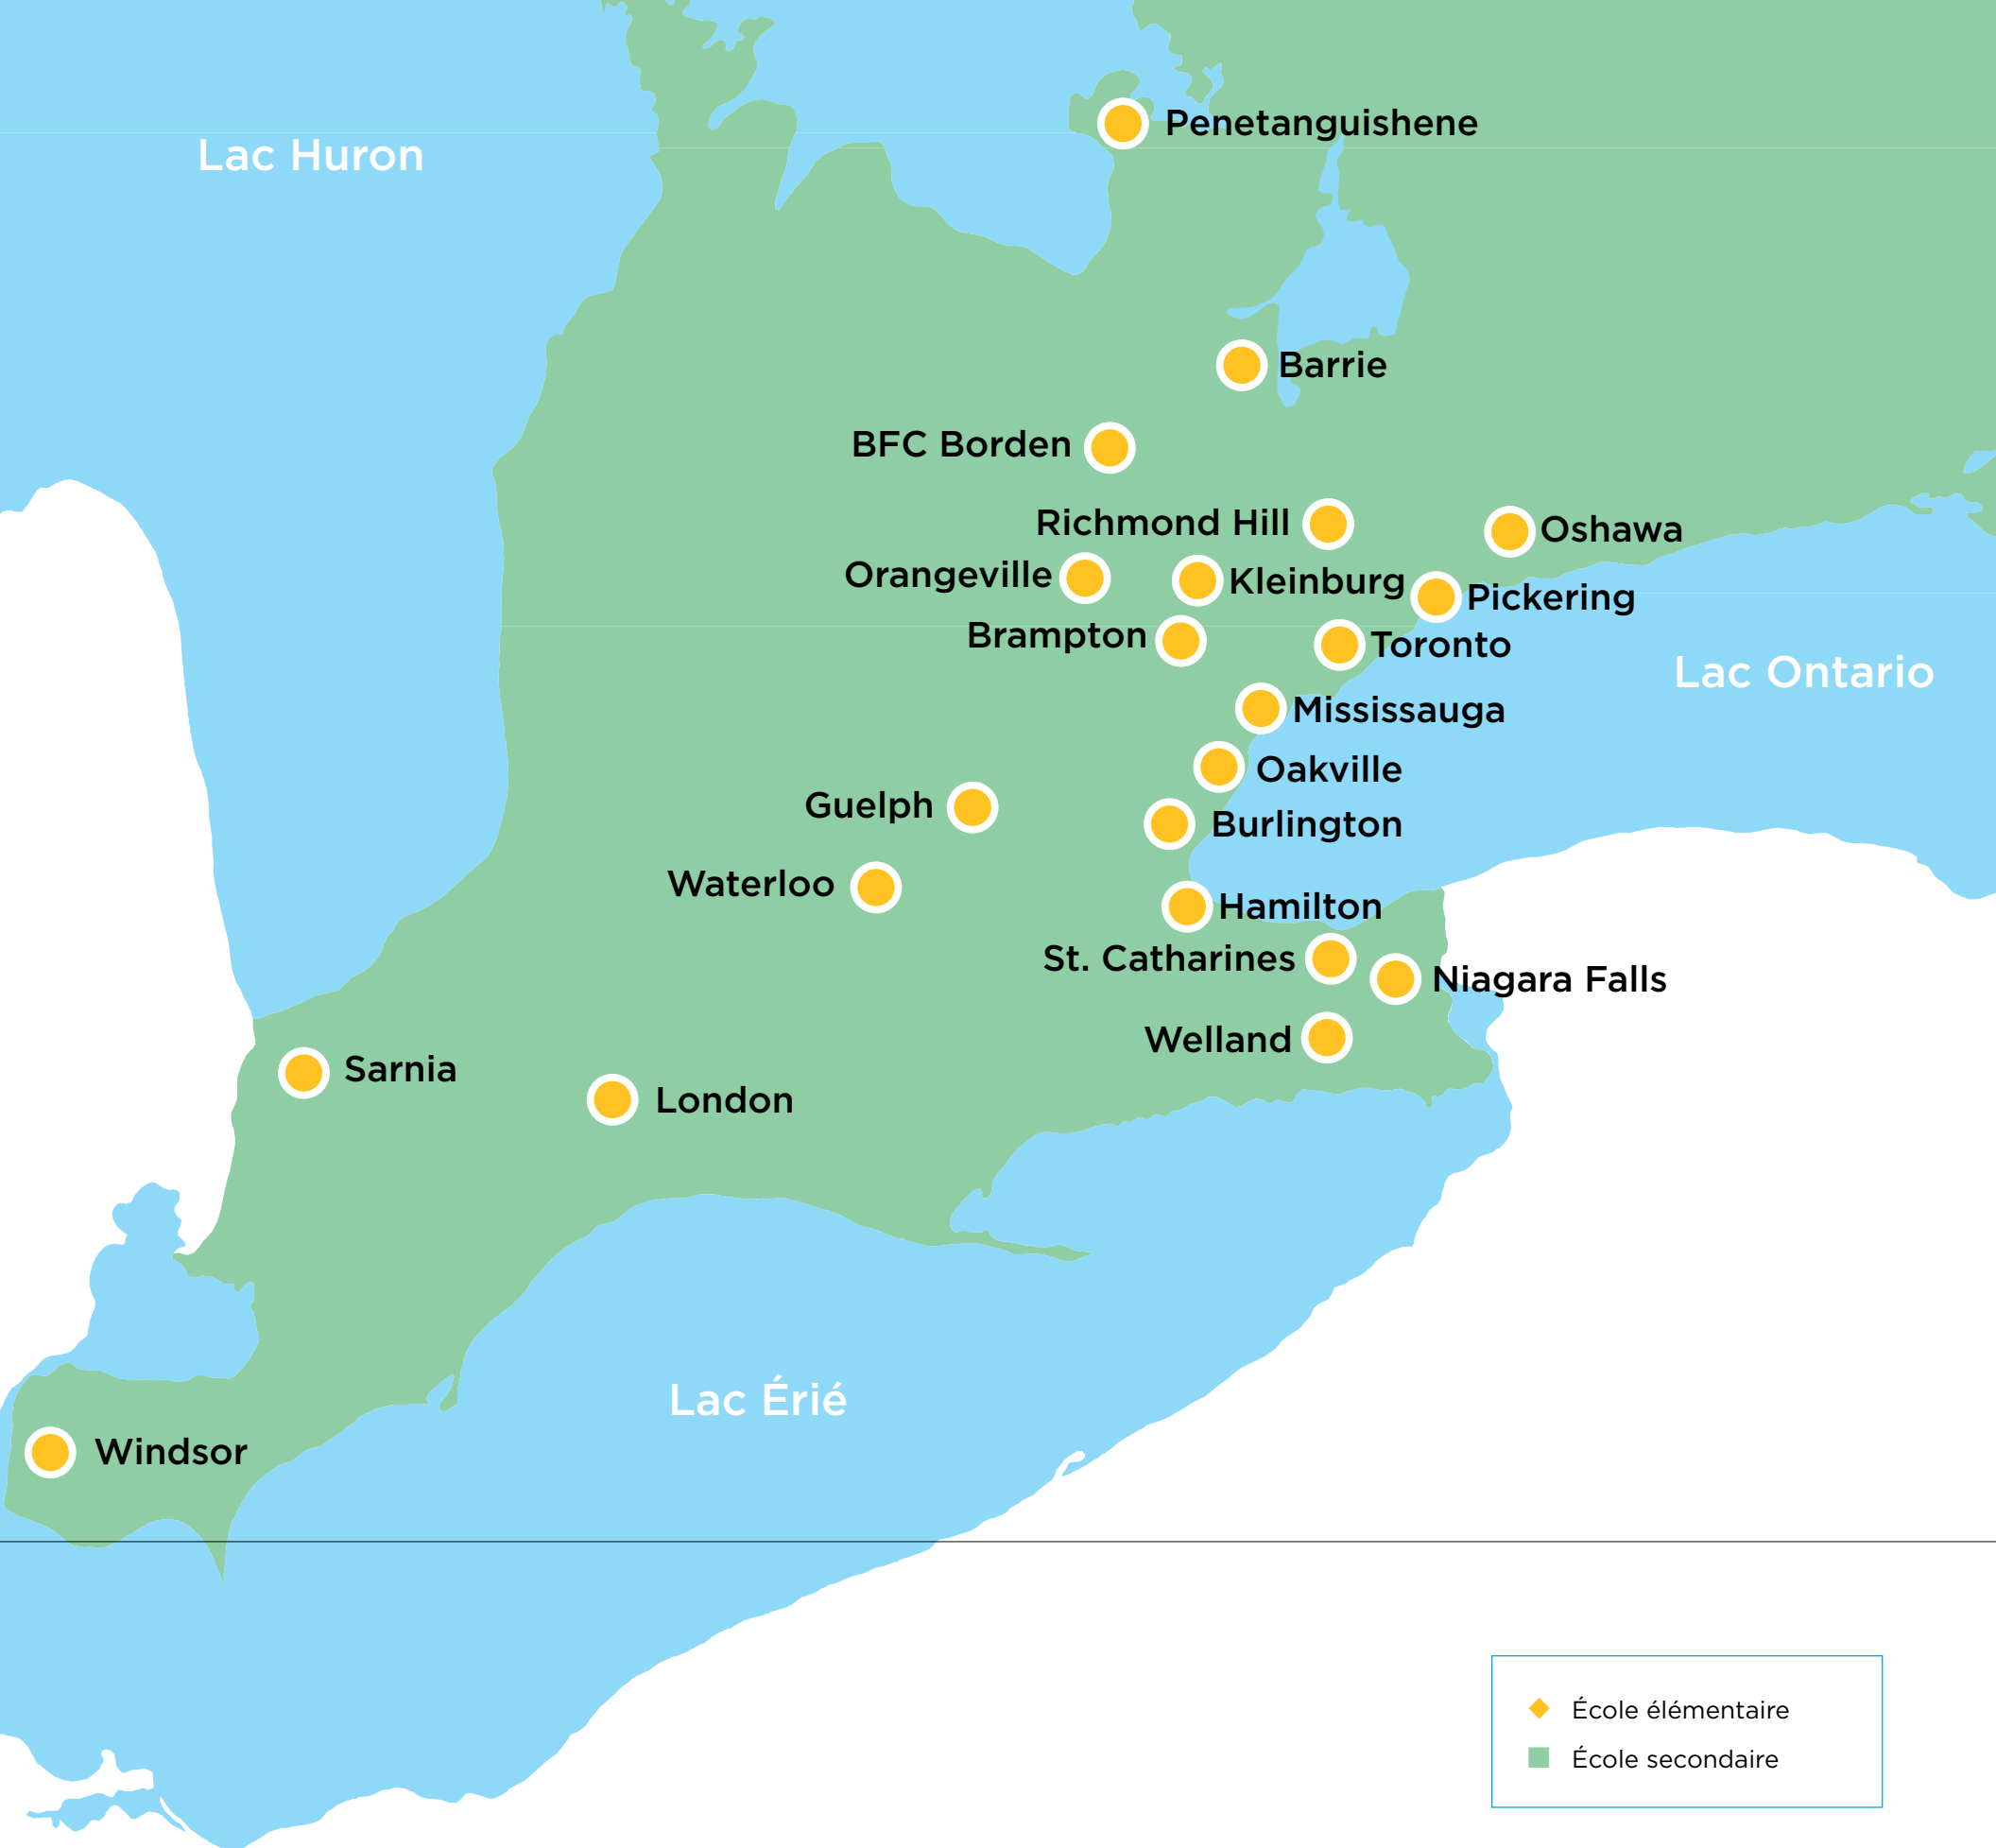 Penetanguishene
Lac Huron
Barrie
BFC Borden
Richmond Hill
Oshawa
Orangeville
Kleinburg
Pickering
Brampton
Toronto
Lac Ontario
Mississauga
Oakville
Guelph
Burlington
Waterloo
Hamilton
St. Catharines
Niagara Falls
Welland
Sarnia
London
Lac Érié
Windsor
École élémentaire
École secondaire